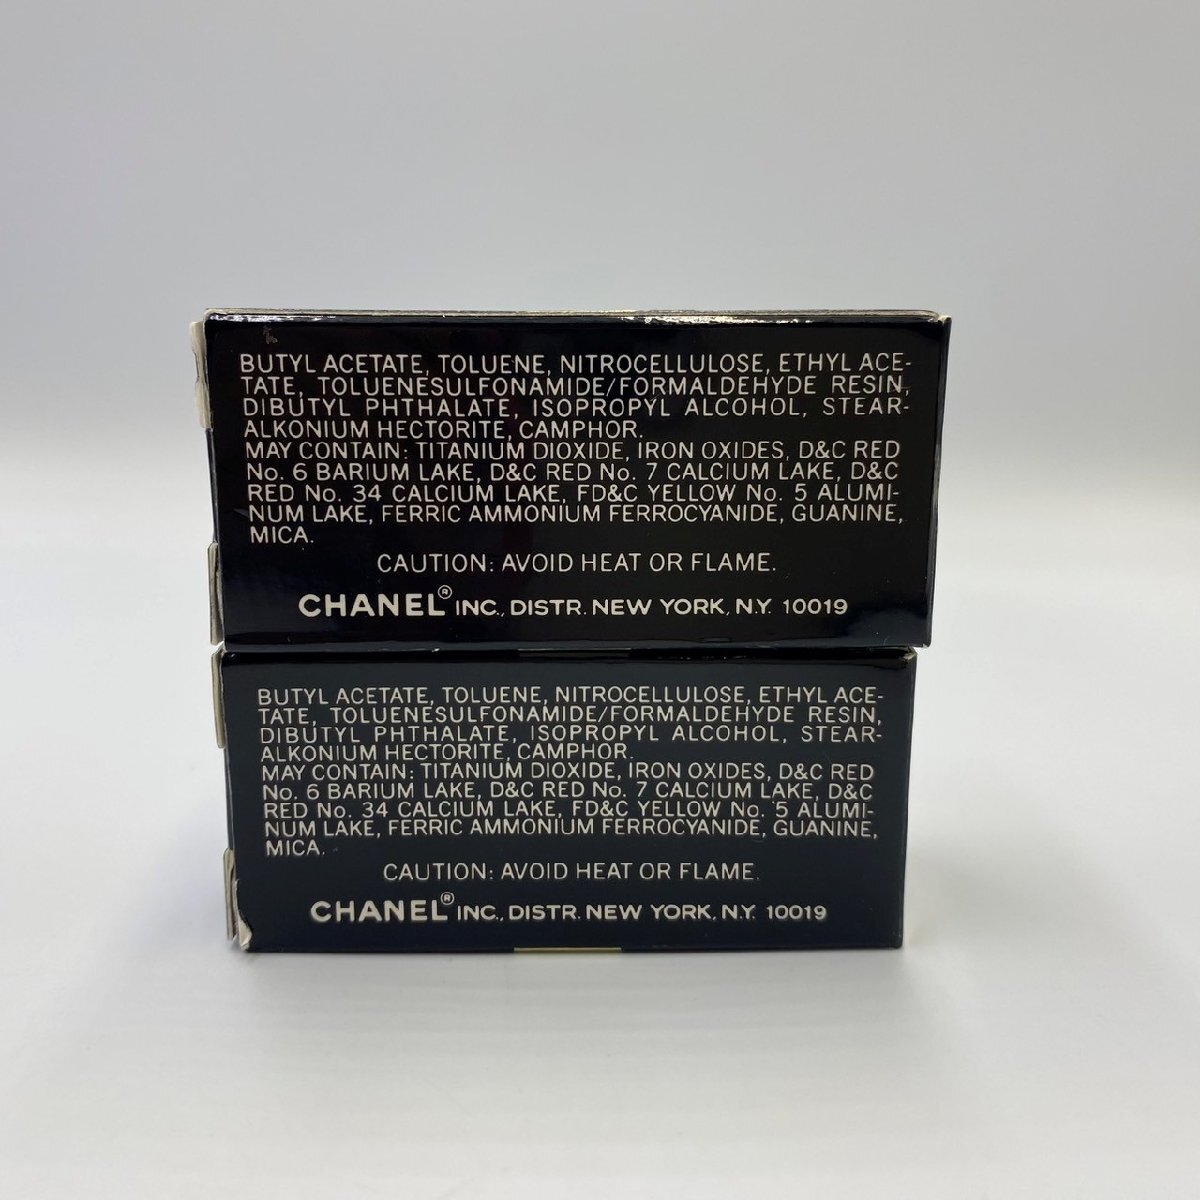 BUTYL ACETATE, TOLUENE, NITROCELLULOSE, ETHYL ACE-
TATE, TOLUENESULFONAMIDE/FORMALDEHYDE RESIN,
DIBUTYL PHTHALATE, ISOPROPYL ALCOHOL, STEAR-
ALKONIUM HECTORITE, CAMPHOR.
MAY CONTAIN: TITANIUM DIOXIDE, IRON OXIDES, D&C RED
No. 6 BARIUM LAKE, D&C RED No. 7 CALCIUM LAKE, D&C
RED No. 34 CALCIUM LAKE, FD&C YELLOW No. 5 ALUMI-
NUM LAKE, FERRIC AMMONIUM FERROCYANIDE, GUANINE,
MICA.
CAUTION: AVOID HEAT OR FLAME.
CHANEL® INC., DISTR. NEW YORK, N.Y. 10019
BUTYL ACETATE, TOLUENE, NITROCELLULOSE, ETHYL ACE-
TATE, TOLUENESULFONAMIDE/FORMALDEHYDE RESIN,
DIBUTYL PHTHALATE, ISOPROPYL ALCOHOL, STEAR-
ALKONIUM HECTORITE, CAMPHOR.
MAY CONTAIN: TITANIUM DIOXIDE, IRON OXIDES, D&C RED
No. 6 BARIUM LAKE, D&C RED No. 7 CALCIUM LAKE, D&C
RED No. 34 CALCIUM LAKE, FD&C YELLOW No. 5 ALUMI-
NUM LAKE, FERRIC AMMONIUM FERROCYANIDE, GUANINE,
MICA.
CAUTION: AVOID HEAT OR FLAME.
CHANEL® INC., DISTR. NEW YORK, N.Y. 10019